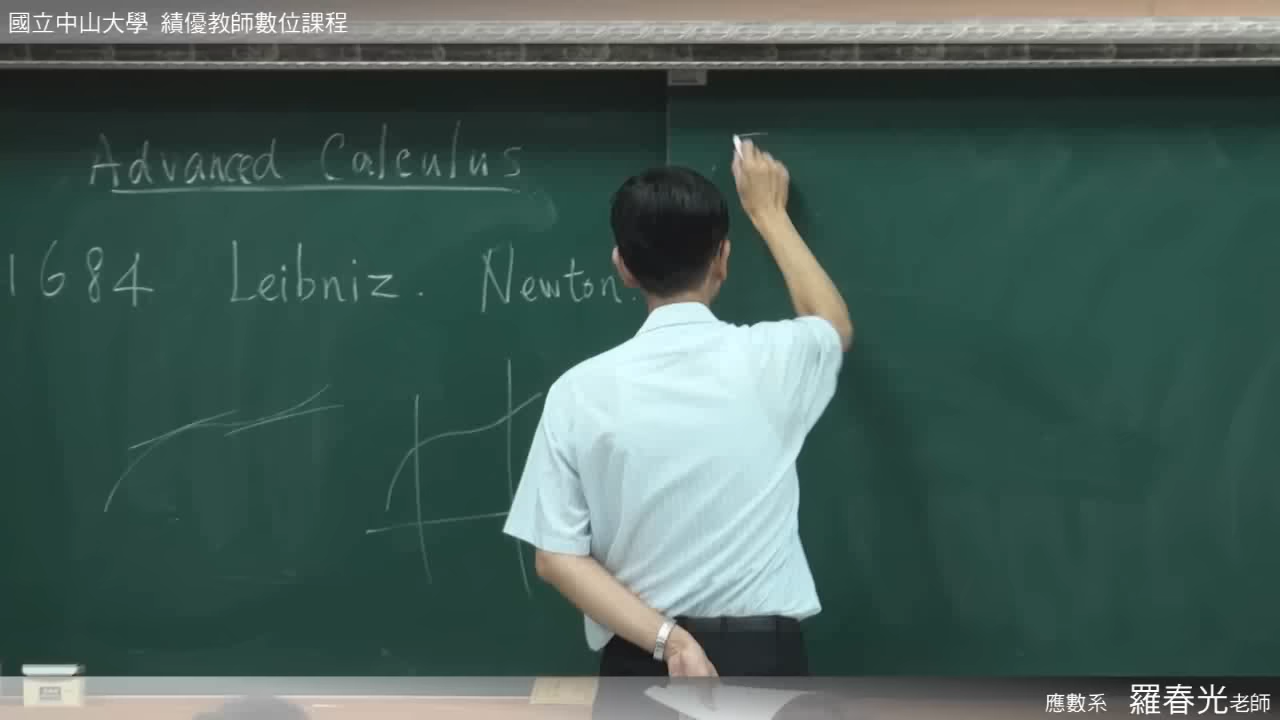 國立中山大學 績優教師數位課程
Advanced Calculus
1684 Leibniz. Newton.
應數系 羅春光老師